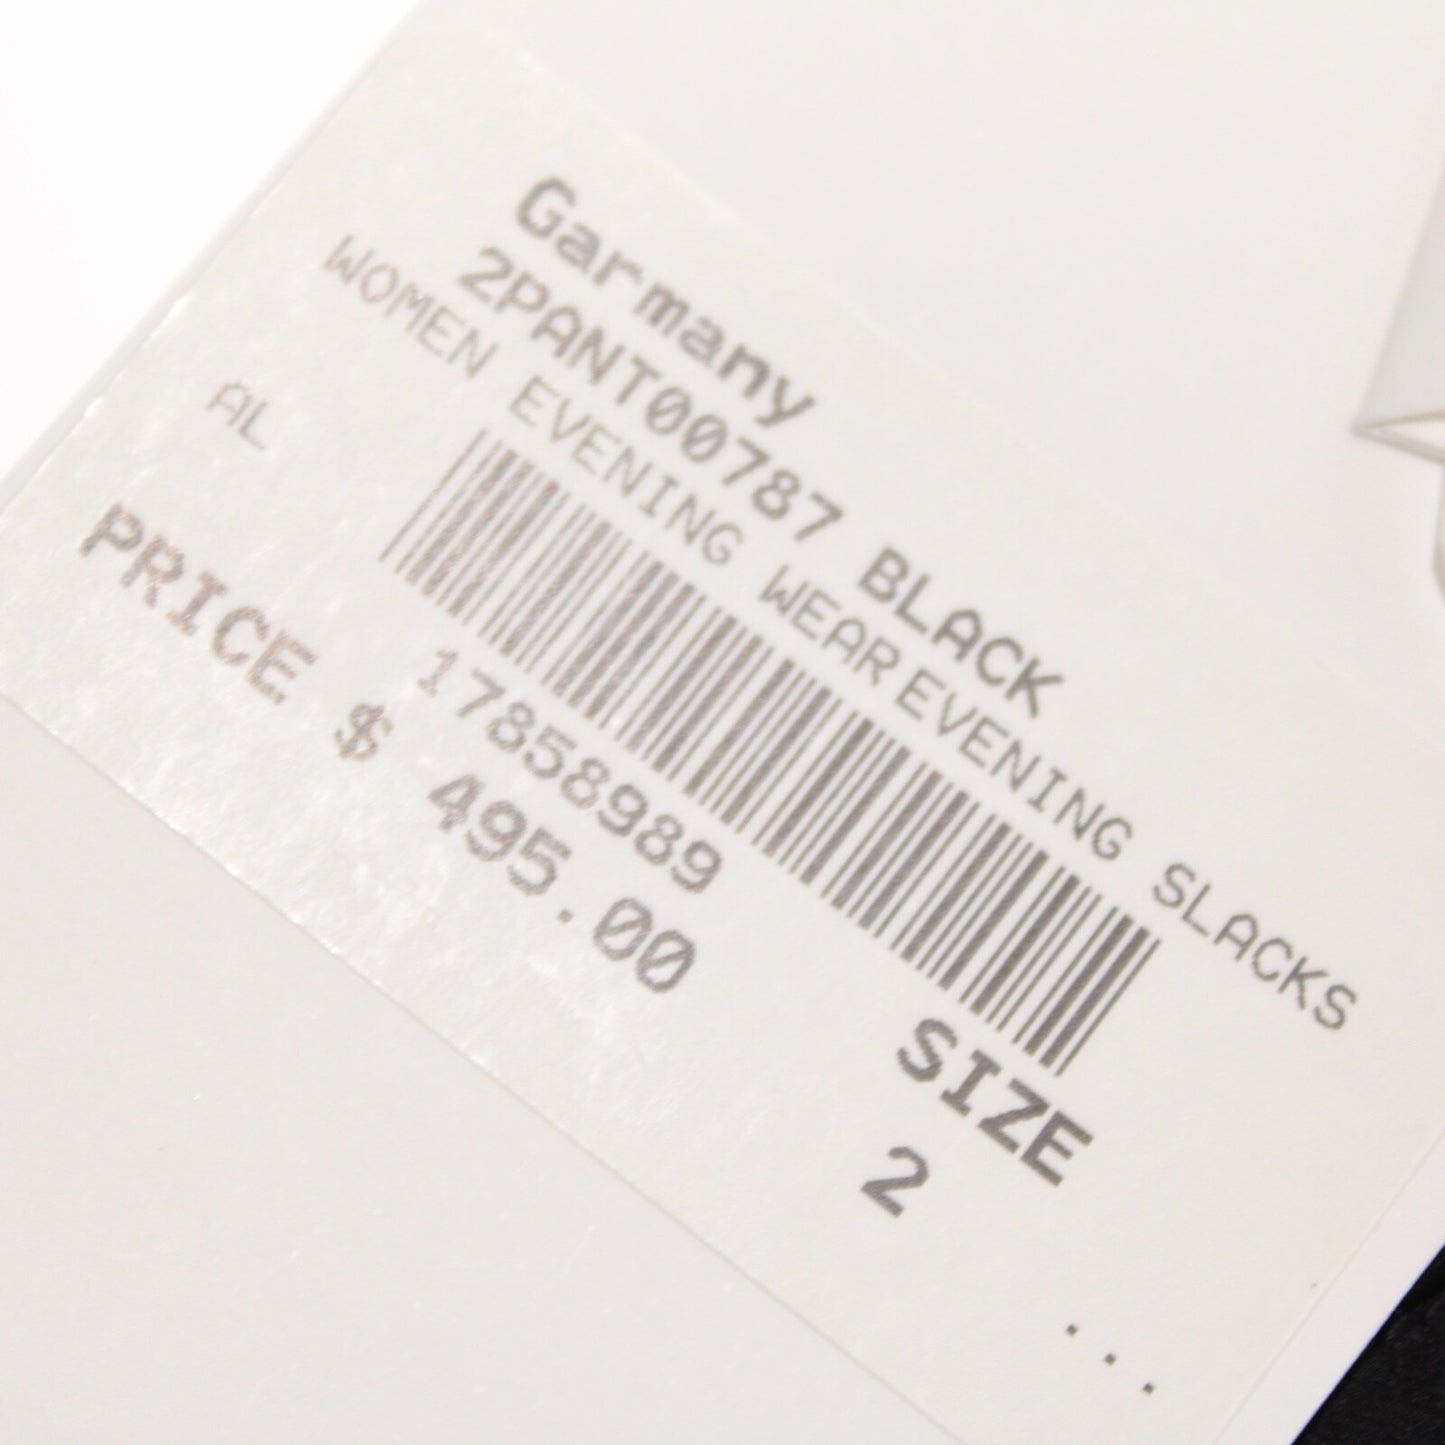 Garmany
2PANT00787 BLACK
WOMEN EVENING WEAR EVENING SLACKS
AL
17858989
PRICE $ 495.00
SIZE
2
...